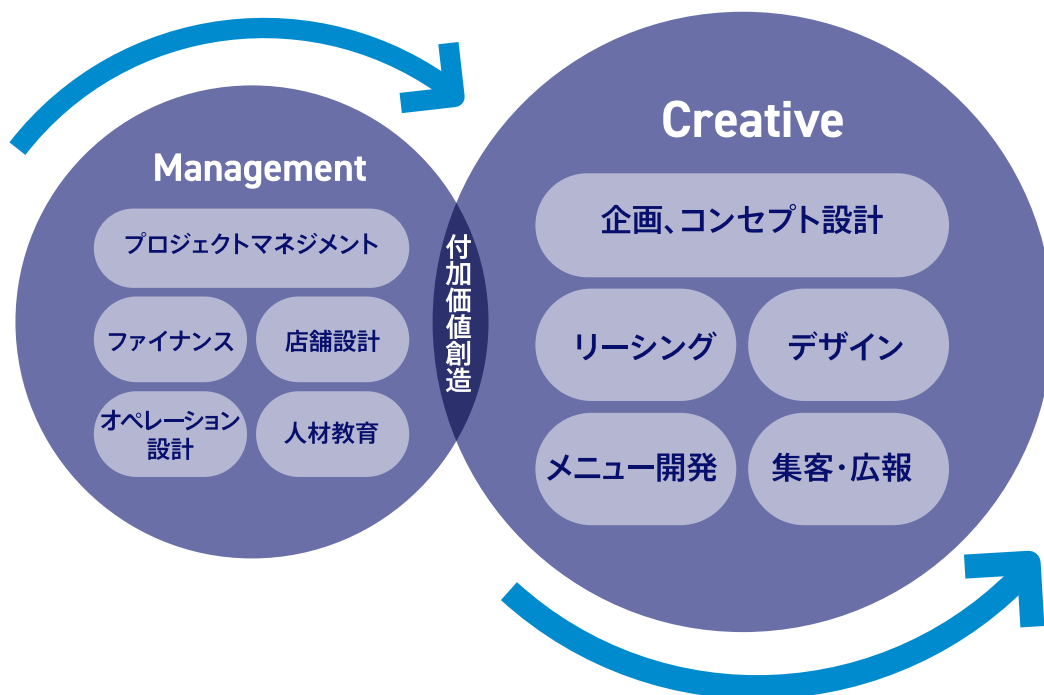 Management
プロジェクトマネジメント
ファイナンス
店舗設計
オペレーション
設計
人材教育
付加価値創造
Creative
企画、コンセプト設計
リーシング
デザイン
メニュー開発
集客・広報